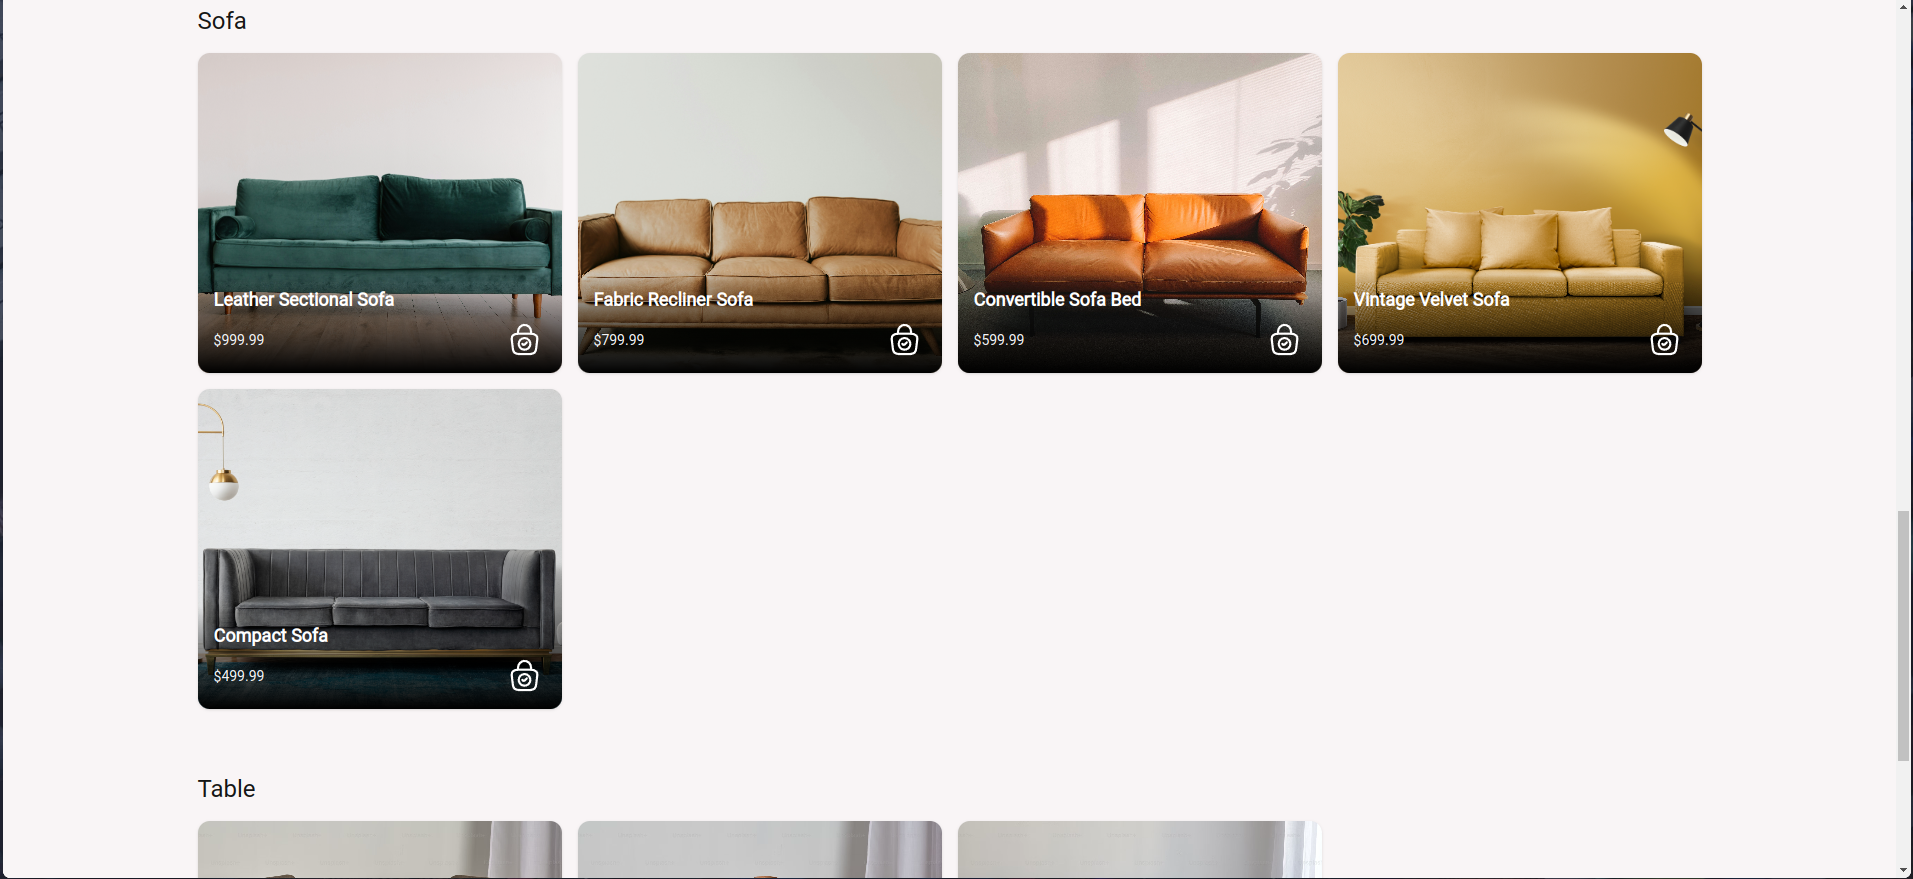 Sofa
Leather Sectional Sofa
$999.99
Fabric Recliner Sofa
$799.99
Convertible Sofa Bed
$599.99
Vintage Velvet Sofa
$699.99
Compact Sofa
$499.99
Table